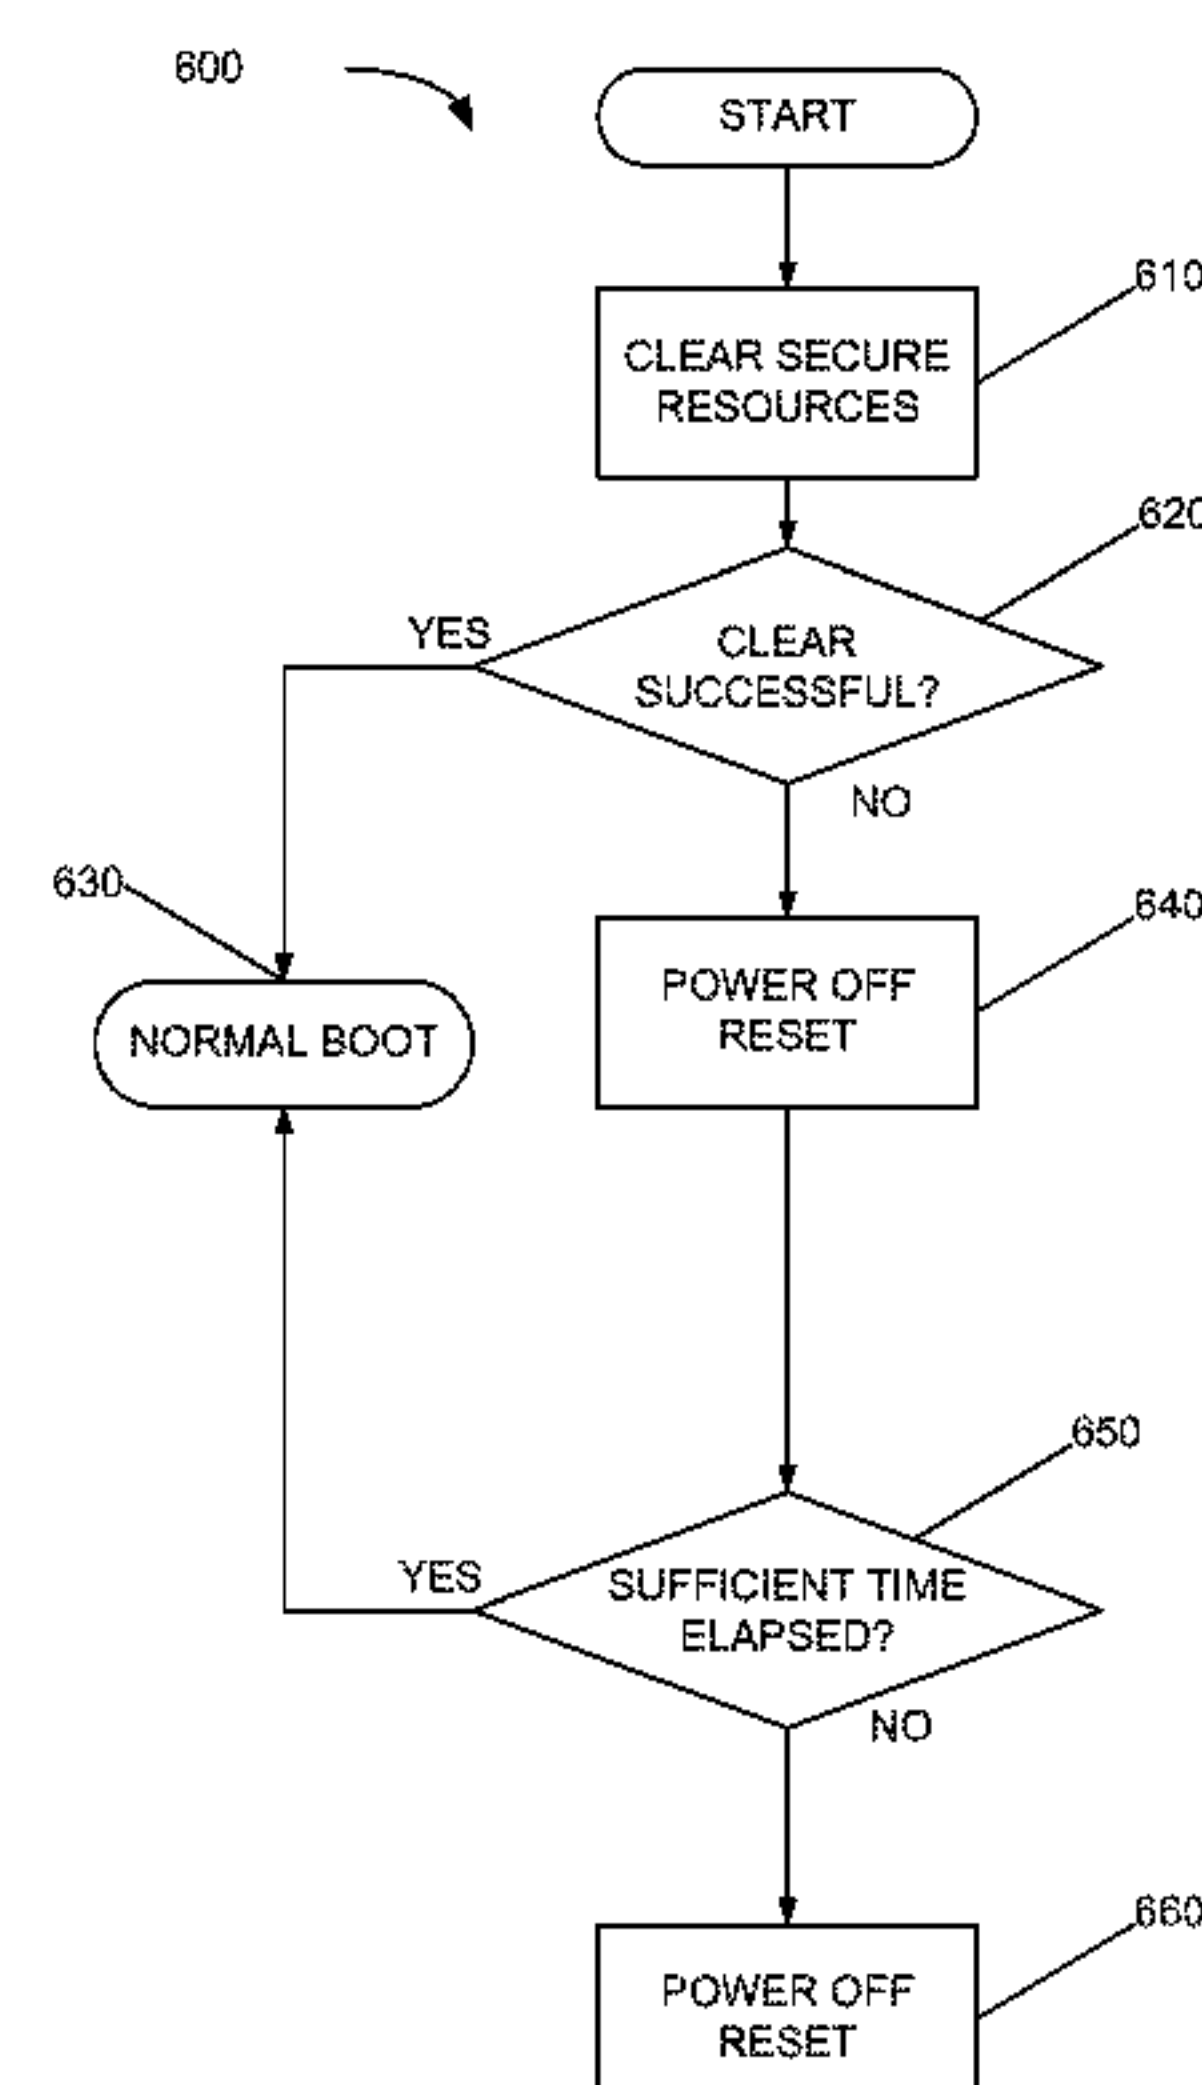 600
START
610
CLEAR SECURE
RESOURCES
620
YES
CLEAR
SUCCESSFUL?
NO
630
640
POWER OFF
RESET
NORMAL BOOT
650
YES
SUFFICIENT TIME
ELAPSED?
NO
660
POWER OFF
RESET